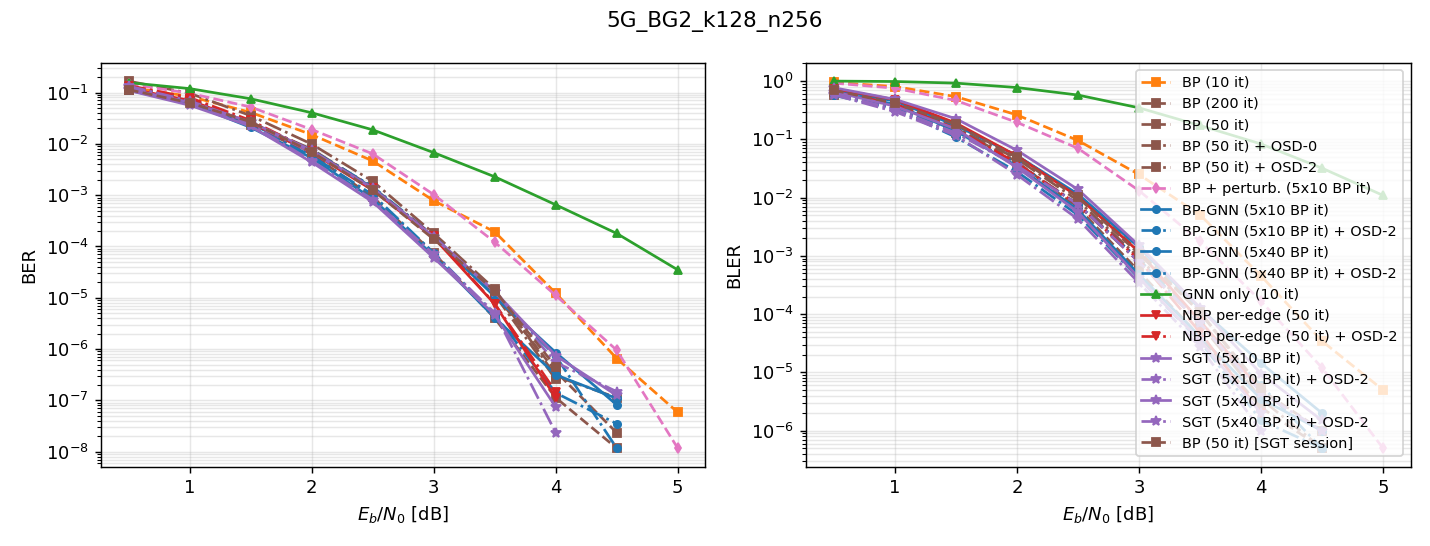 5G_BG2_k128_n256
BER
10⁻¹
10⁻²
10⁻³
10⁻⁴
10⁻⁵
10⁻⁶
10⁻⁷
10⁻⁸
1 2 3 4 5
E_b/N_0 [dB]
BLER
10⁰
10⁻¹
10⁻²
10⁻³
10⁻⁴
10⁻⁵
10⁻⁶
1 2 3 4 5
E_b/N_0 [dB]
BP (10 it)
BP (200 it)
BP (50 it)
BP (50 it) + OSD-0
BP (50 it) + OSD-2
BP + perturb. (5x10 BP it)
BP-GNN (5x10 BP it)
BP-GNN (5x10 BP it) + OSD-2
BP-GNN (5x40 BP it)
BP-GNN (5x40 BP it) + OSD-2
GNN only (10 it)
NBP per-edge (50 it)
NBP per-edge (50 it) + OSD-2
SGT (5x10 BP it)
SGT (5x10 BP it) + OSD-2
SGT (5x40 BP it)
SGT (5x40 BP it) + OSD-2
BP (50 it) [SGT session]